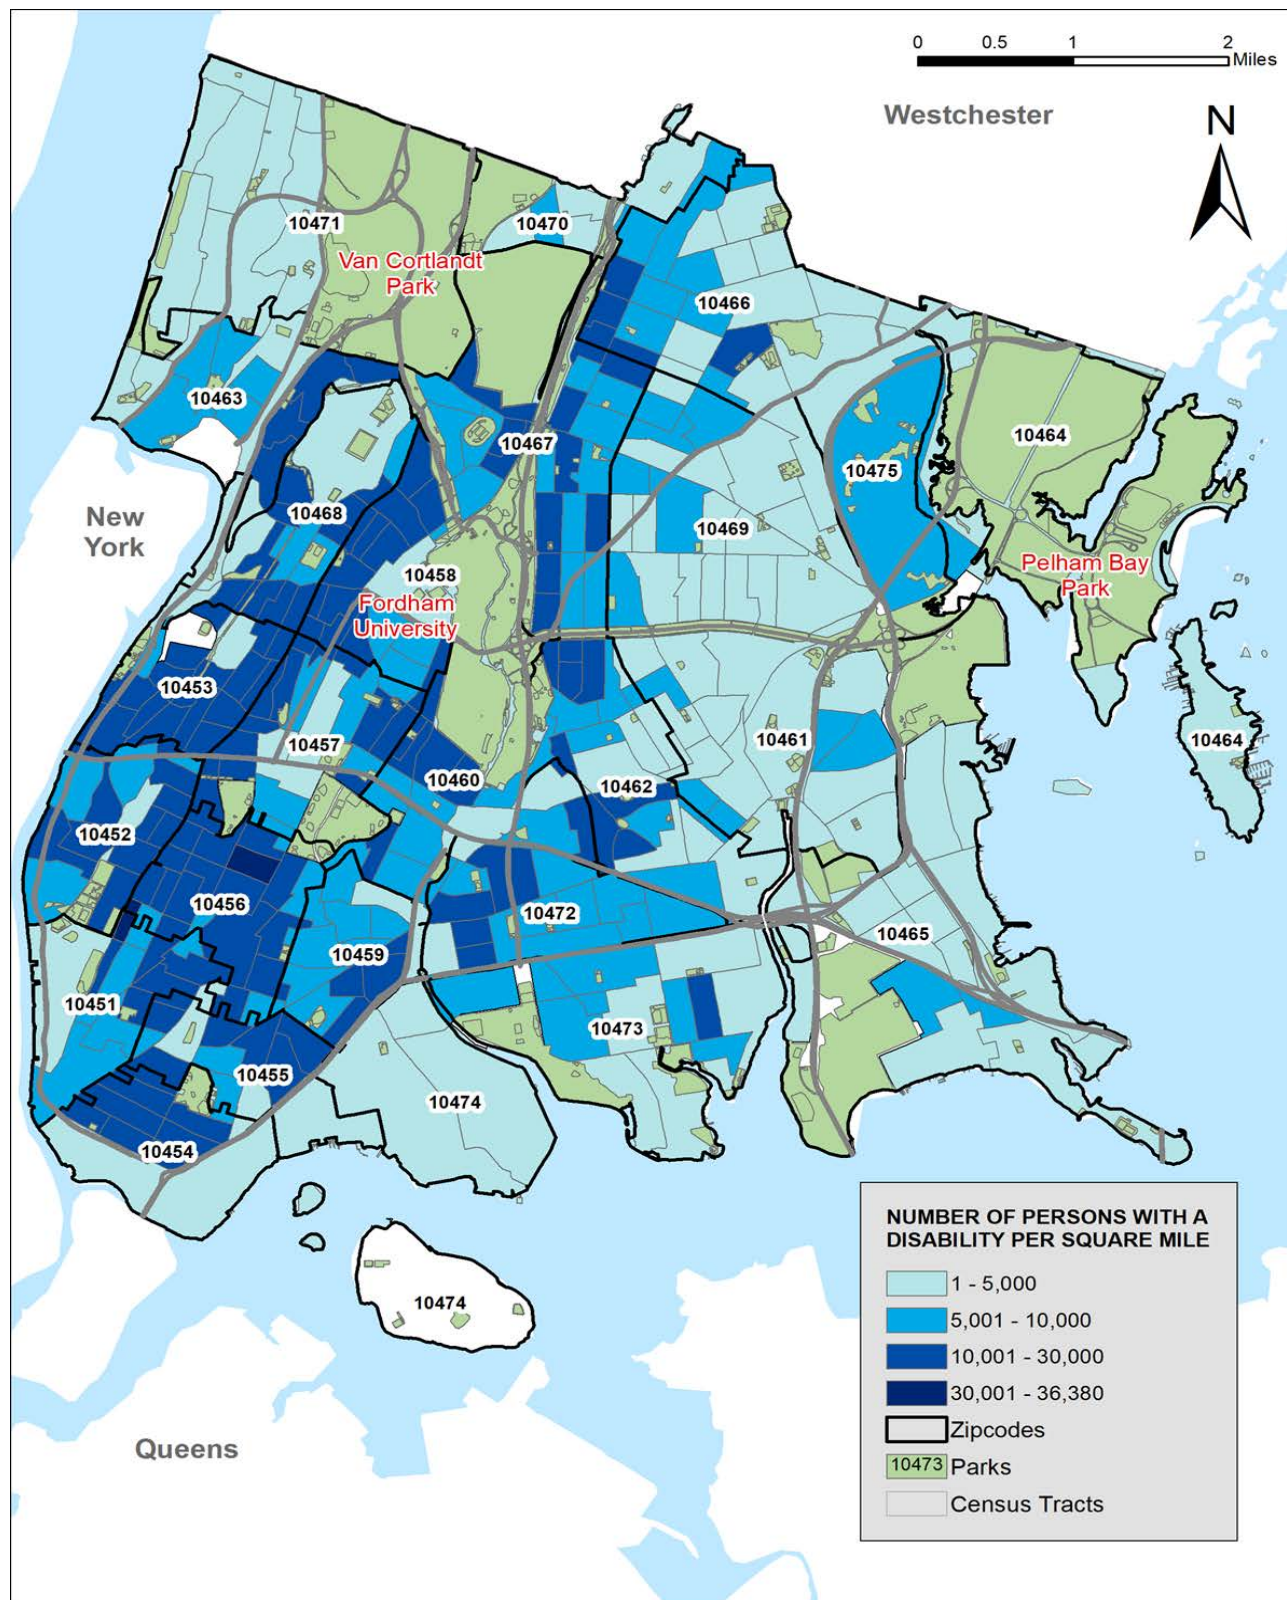 0 0.5 1 2
Miles
Westchester
N
10471
10470
Van Cortlandt
Park
10466
10463
10467
10464
10475
10468
10469
New
York
10458
Pelham Bay
Park
Fordham
University
10453
10457
10461
10464
10460
10462
10452
10456
10472
10459
10465
10451
10473
10455
10474
10454
10474
Queens
NUMBER OF PERSONS WITH A
DISABILITY PER SQUARE MILE
1 - 5,000
5,001 - 10,000
10,001 - 30,000
30,001 - 36,380
Zipcodes
10473 Parks
Census Tracts